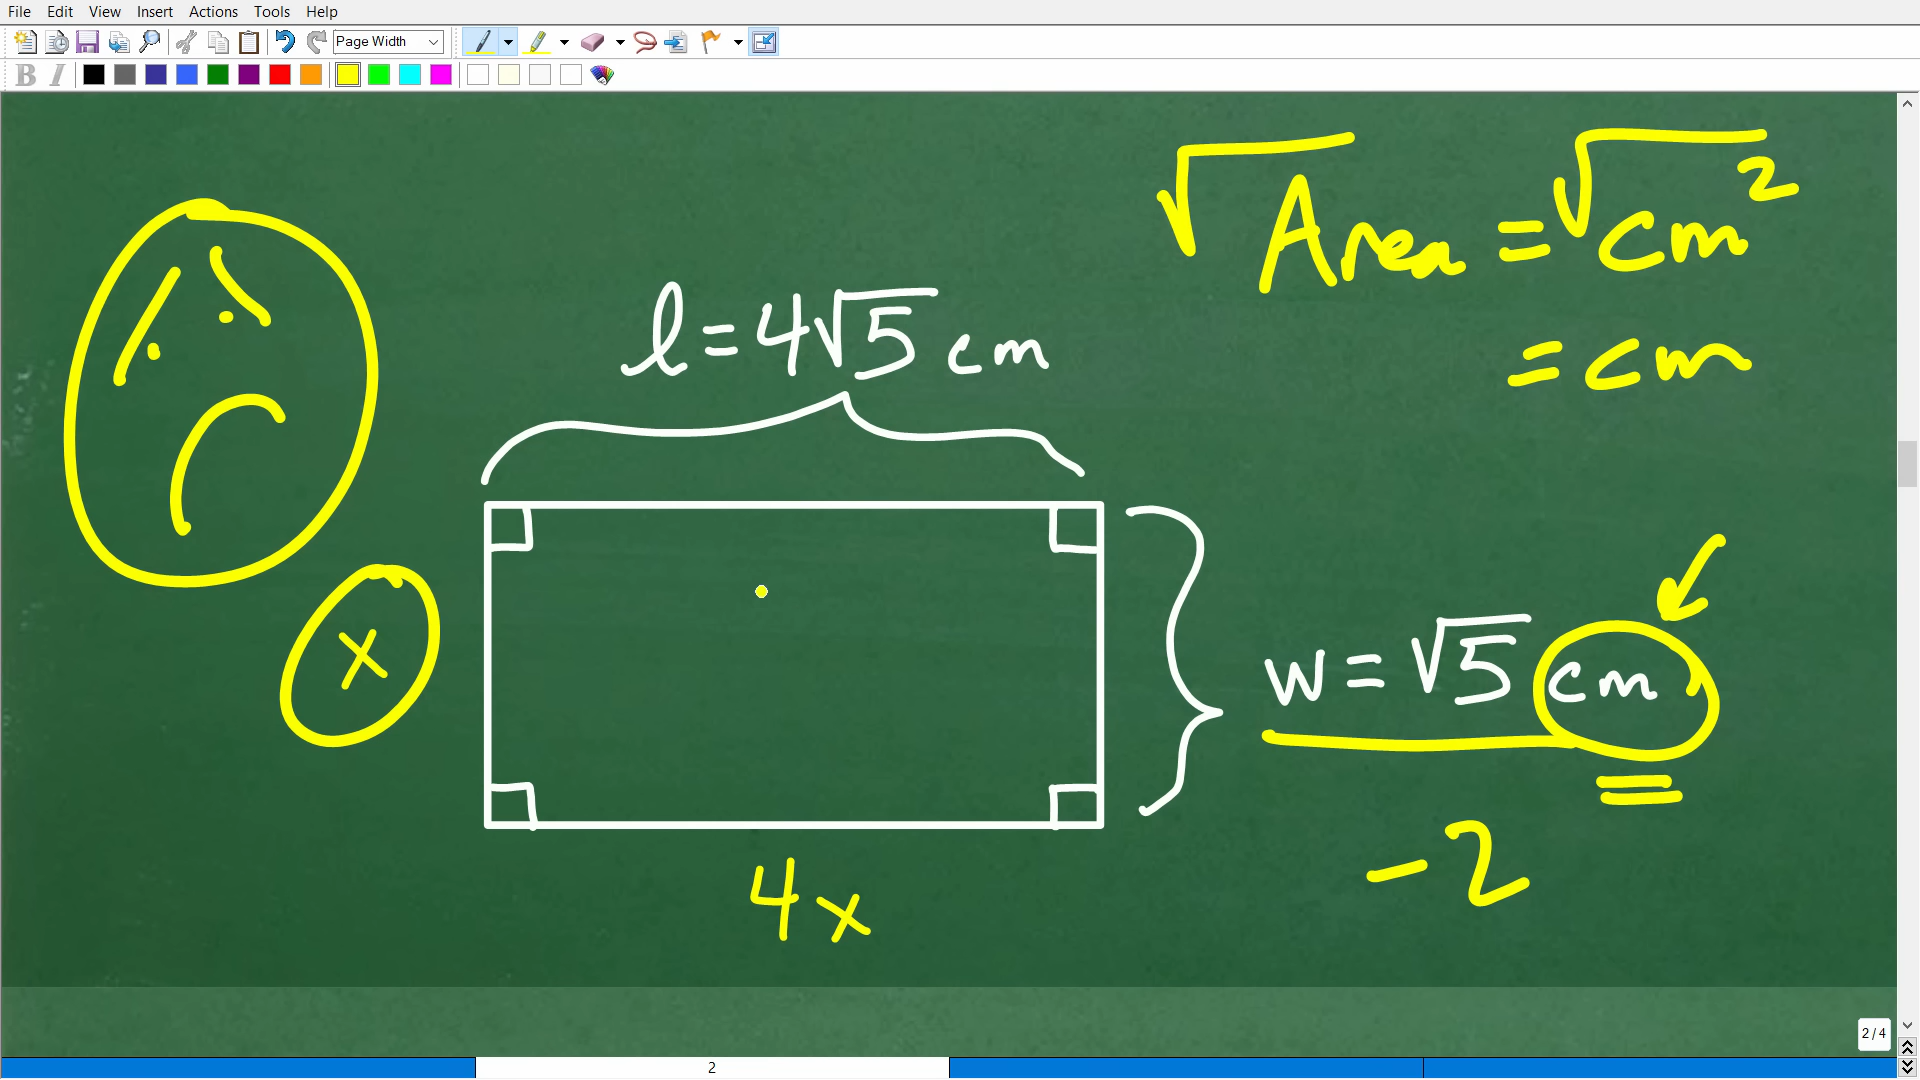 File Edit View Insert Actions Tools Help
Page Width
B I
√Area = √cm²
= cm
l = 4√5 cm
x
w = √5 cm
-2
4x
2 / 4
2